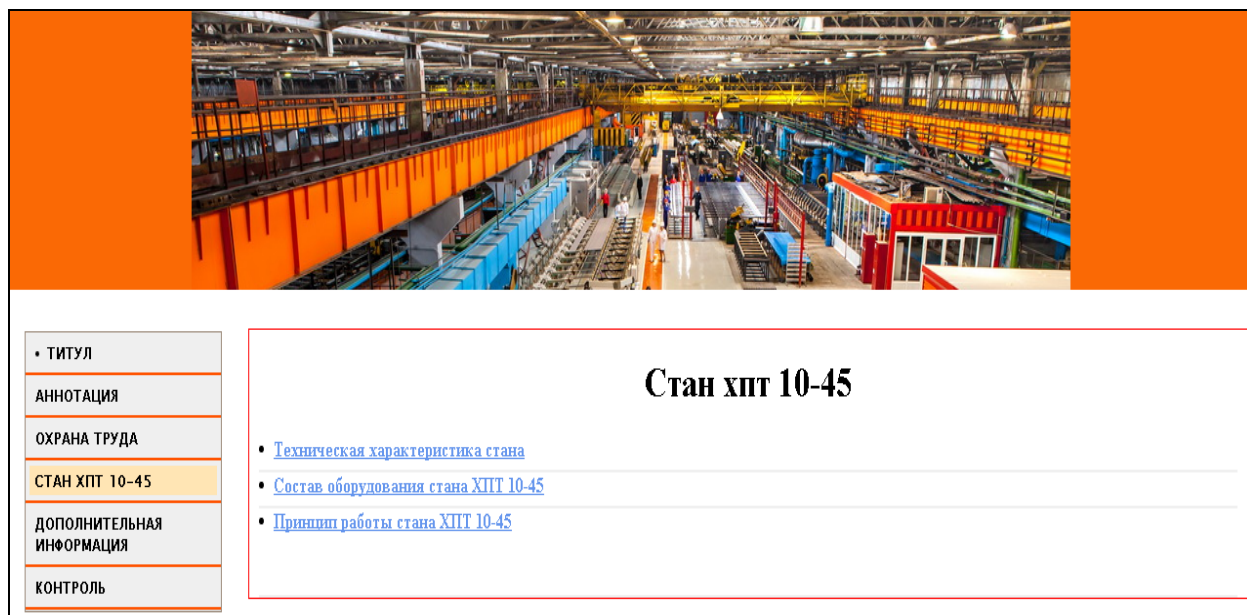 • ТИТУЛ
АННОТАЦИЯ
ОХРАНА ТРУДА
СТАН ХПТ 10-45
ДОПОЛНИТЕЛЬНАЯ
ИНФОРМАЦИЯ
КОНТРОЛЬ
Стан хпт 10-45
• Техническая характеристика стана
• Состав оборудования стана ХПТ 10-45
• Принцип работы стана ХПТ 10-45